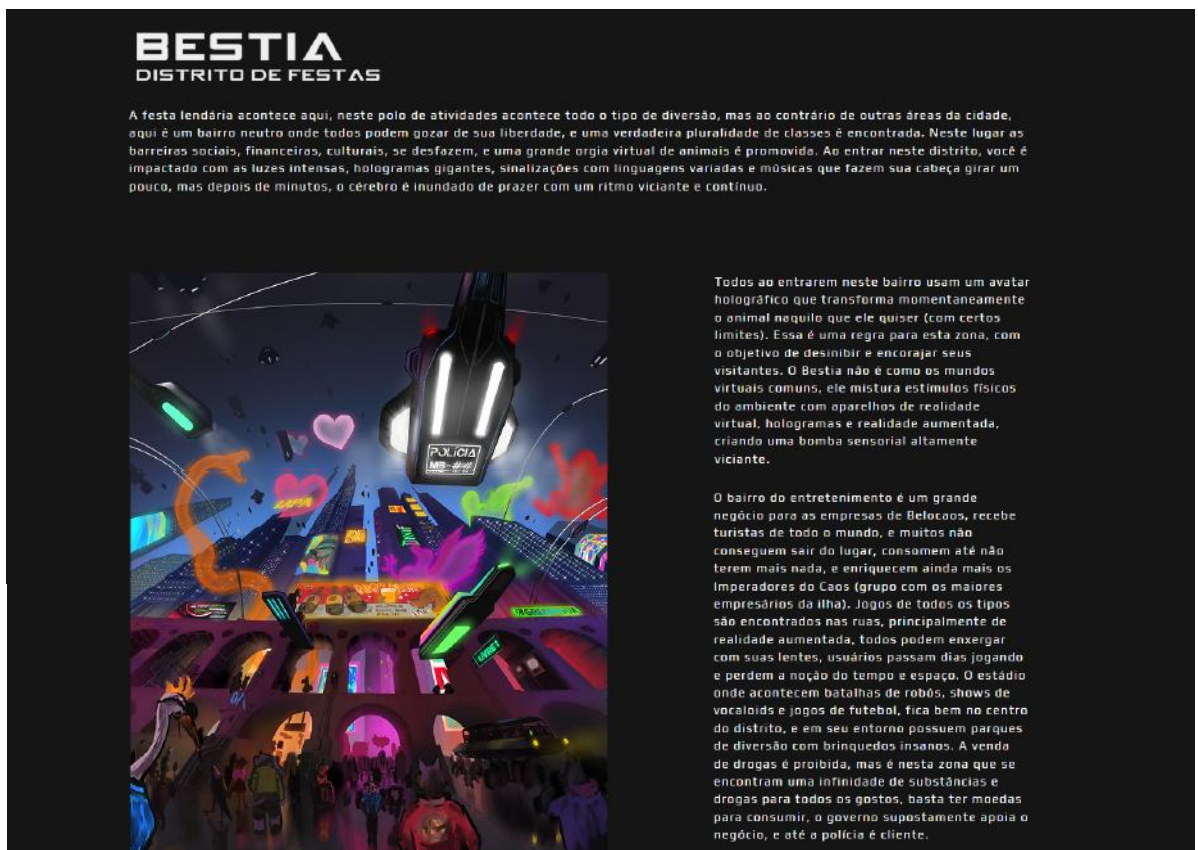 BESTIA
DISTRITO DE FESTAS
A festa lendária acontece aqui, neste polo de atividades acontece todo o tipo de diversão, mas ao contrário de outras áreas da cidade,
aqui é um bairro neutro onde todos podem gozar de sua liberdade, e uma verdadeira pluralidade de classes é encontrada. Neste lugar as
barreiras sociais, financeiras, culturais, se desfazem, e uma grande orgia virtual de animais é promovida. Ao entrar neste distrito, você é
impactado com as luzes intensas, hologramas gigantes, sinalizações com linguagens variadas e músicas que fazem sua cabeça girar um
pouco, mas depois de minutos, o cérebro é inundado de prazer com um ritmo viciante e contínuo.
POLÍCIA
MB-##
LAPA
LIVRE!
Todos ao entrarem neste bairro usam um avatar
holográfico que transforma momentaneamente
o animal naquilo que ele quiser (com certos
limites). Essa é uma regra para esta zona, com
o objetivo de desinibir e encorajar seus
visitantes. O Bestia não é como os mundos
virtuais comuns, ele mistura estímulos físicos
do ambiente com aparelhos de realidade
virtual, hologramas e realidade aumentada,
criando uma bomba sensorial altamente
viciante.
O bairro do entretenimento é um grande
negócio para as empresas de Belocaos, recebe
turistas de todo o mundo, e muitos não
conseguem sair do lugar, consomem até não
terem mais nada, e enriquecem ainda mais os
Imperadores do Caos (grupo com os maiores
empresários da ilha). Jogos de todos os tipos
são encontrados nas ruas, principalmente de
realidade aumentada, todos podem enxergar
com suas lentes, usuários passam dias jogando
e perdem a noção do tempo e espaço. O estádio
onde acontecem batalhas de robôs, shows de
vocaloids e jogos de futebol, fica bem no centro
do distrito, e em seu entorno possuem parques
de diversão com brinquedos insanos. A venda
de drogas é proibida, mas é nesta zona que se
encontram uma infinidade de substâncias e
drogas para todos os gostos, basta ter moedas
para consumir, o governo supostamente apoia o
negócio, e até a polícia é cliente.